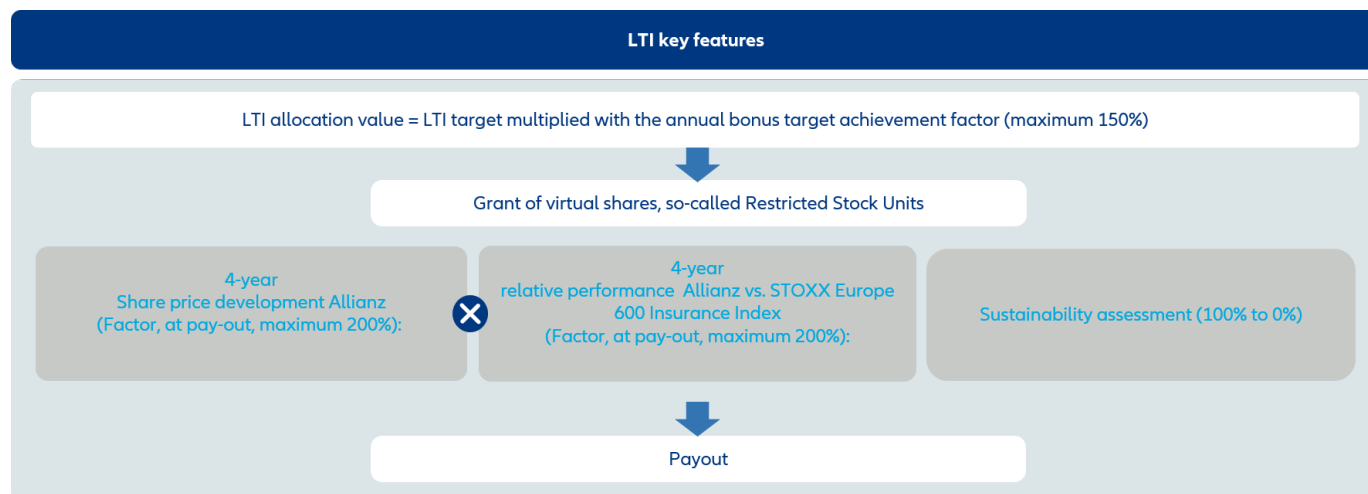 LTI key features
LTI allocation value = LTI target multiplied with the annual bonus target achievement factor (maximum 150%)
Grant of virtual shares, so-called Restricted Stock Units
4-year
Share price development Allianz
(Factor, at pay-out, maximum 200%):
4-year
relative performance Allianz vs. STOXX Europe
600 Insurance Index
(Factor, at pay-out, maximum 200%):
Sustainability assessment (100% to 0%)
Payout